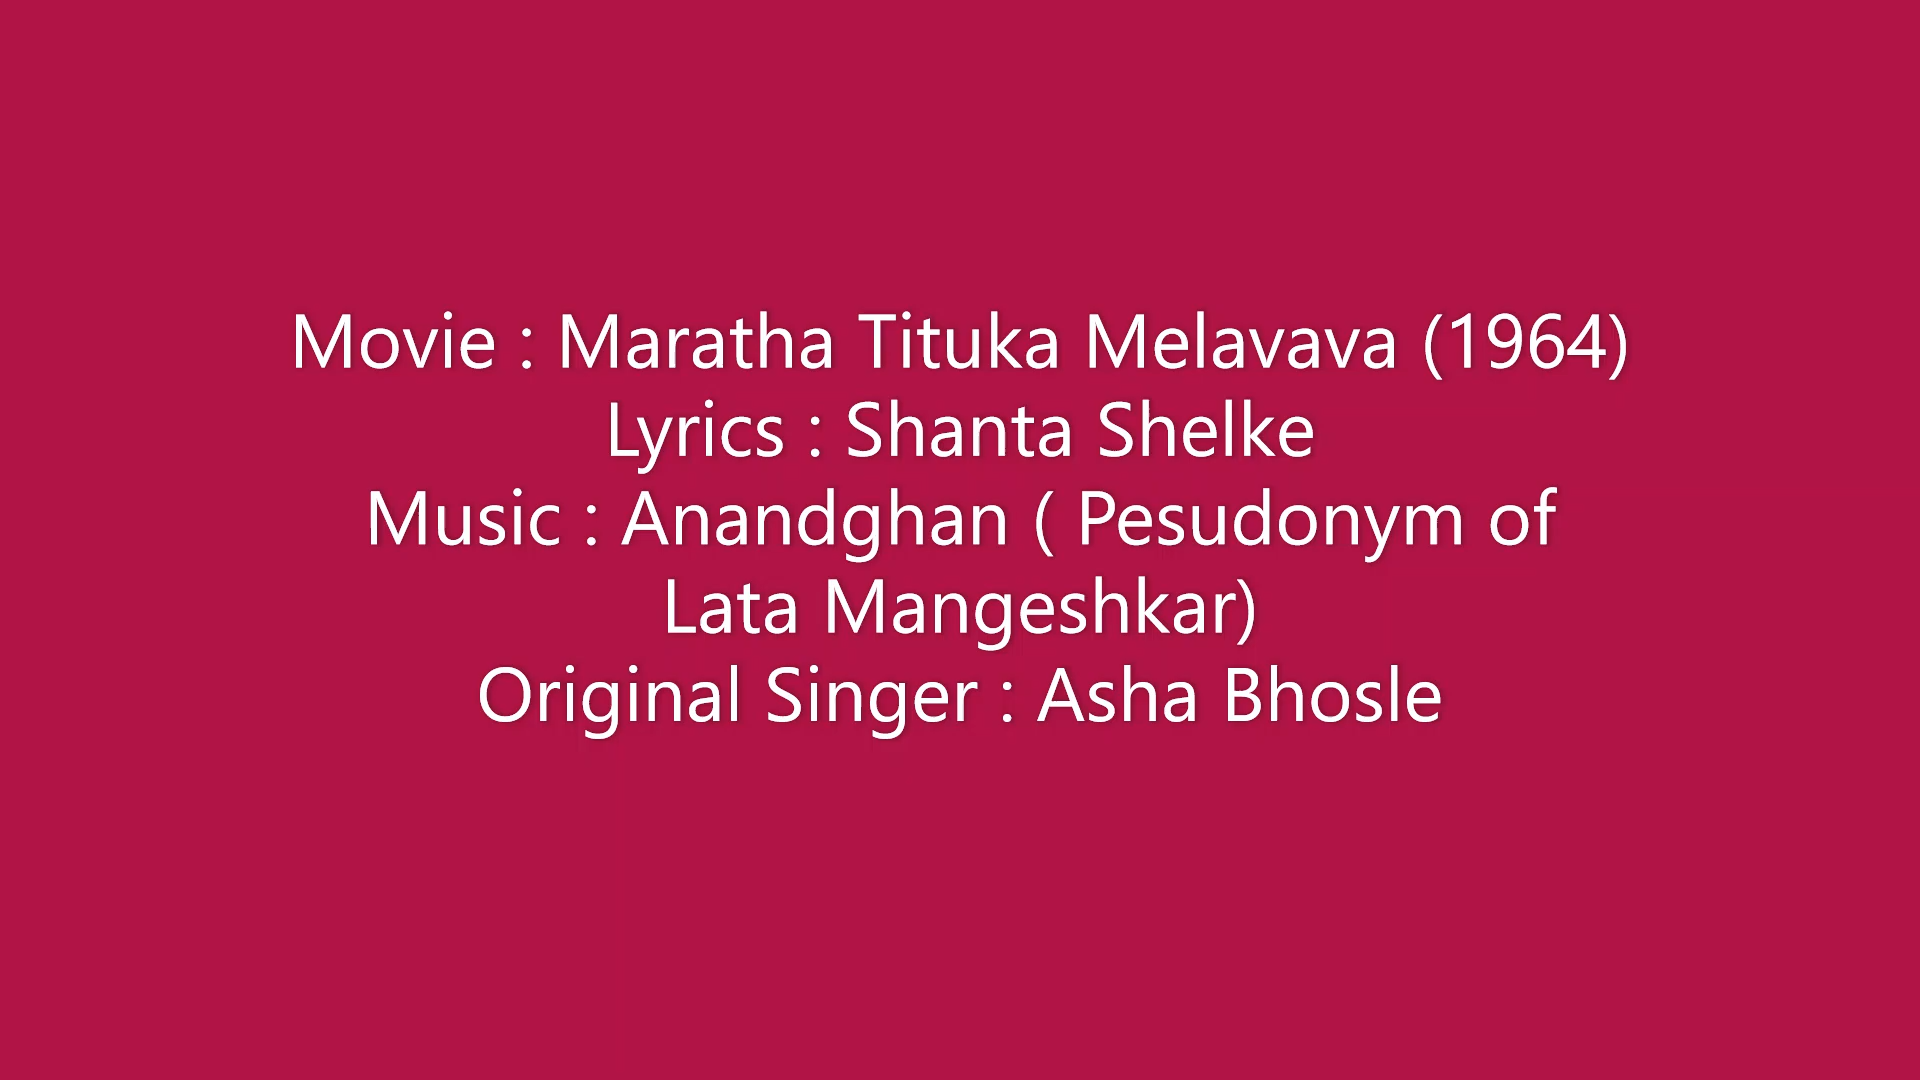 Movie : Maratha Tituka Melavava (1964)
Lyrics : Shanta Shelke
Music : Anandghan ( Pesudonym of
Lata Mangeshkar)
Original Singer : Asha Bhosle